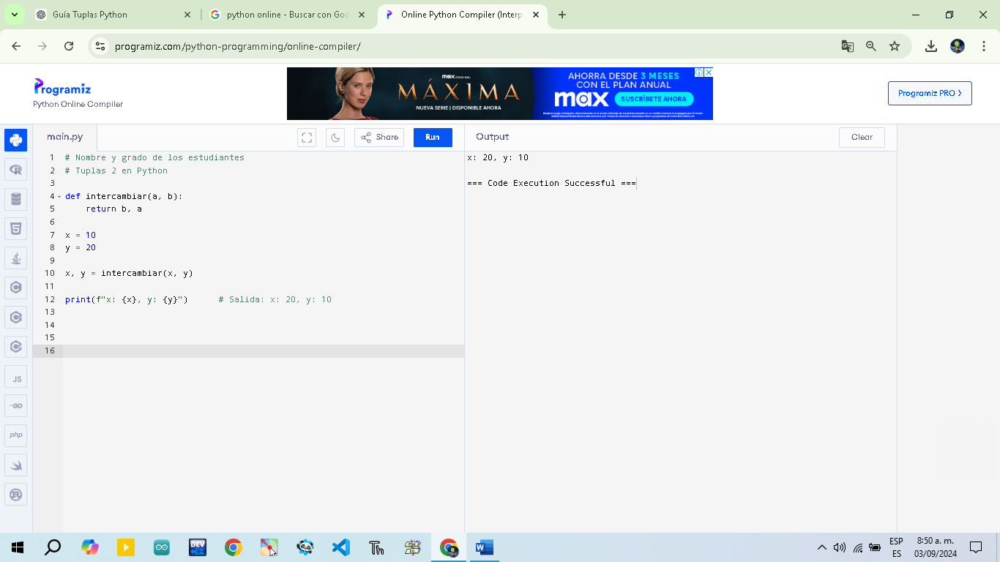 Guía Tuplas Python
python online - Buscar con Goo
Online Python Compiler (Interp
programiz.com/python-programming/online-compiler/
Programiz
Python Online Compiler
max ORIGINAL
MÁXIMA
NUEVA SERIE | DISPONIBLE AHORA
AHORA DESDE 3 MESES
CON EL PLAN ANUAL
max
SUSCRÍBETE AHORA
Programiz PRO >
main.py
Share
Run
Output
Clear
1 # Nombre y grado de los estudiantes
2 # Tuplas 2 en Python
3
4 def intercambiar(a, b):
5 return b, a
6
7 x = 10
8 y = 20
9
10 x, y = intercambiar(x, y)
11
12 print(f"x: {x}, y: {y}") # Salida: x: 20, y: 10
13
14
15
16
x: 20, y: 10
=== Code Execution Successful ===
R
5
C
C
C
JS
GO
php
DEV
C++
Th
W
ESP
ES
8:50 a. m.
03/09/2024